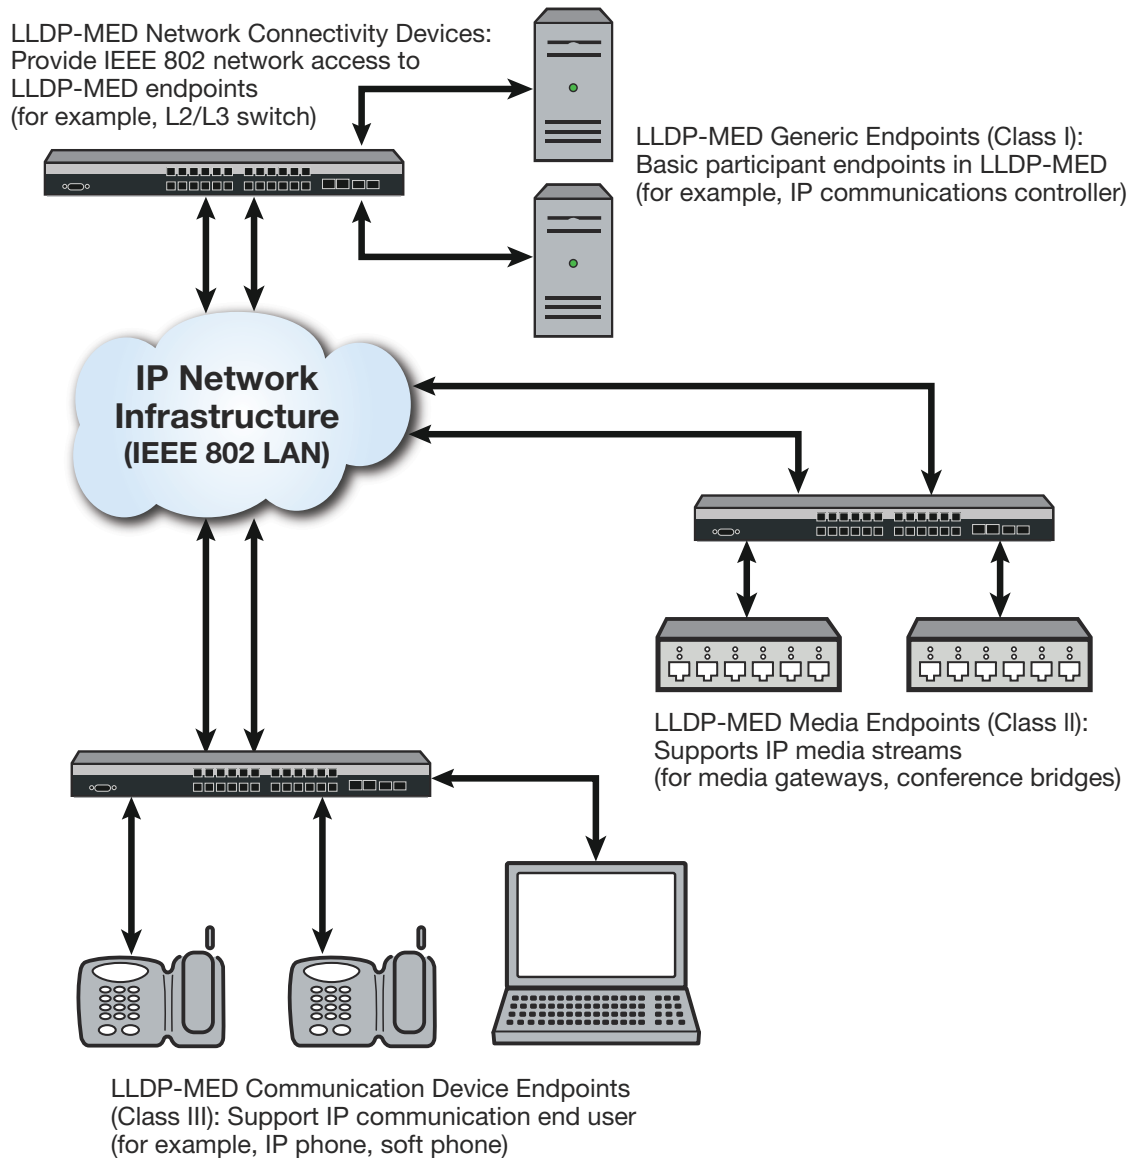 LLDP-MED Network Connectivity Devices:
Provide IEEE 802 network access to
LLDP-MED endpoints
(for example, L2/L3 switch)
LLDP-MED Generic Endpoints (Class I):
Basic participant endpoints in LLDP-MED
(for example, IP communications controller)
IP Network
Infrastructure
(IEEE 802 LAN)
LLDP-MED Media Endpoints (Class II):
Supports IP media streams
(for media gateways, conference bridges)
LLDP-MED Communication Device Endpoints
(Class III): Support IP communication end user
(for example, IP phone, soft phone)